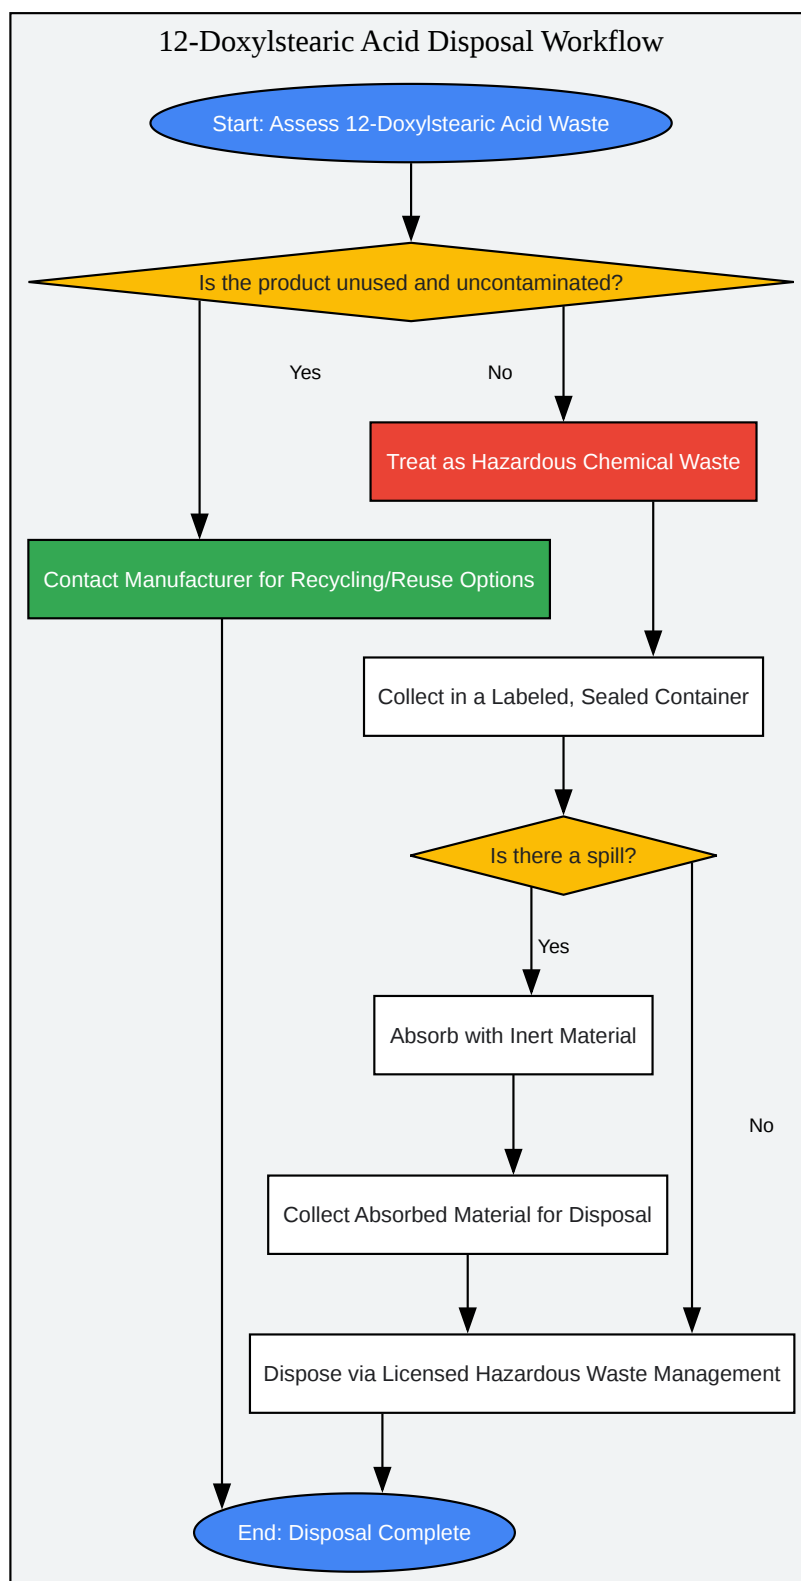 12-Doxylstearic Acid Disposal Workflow
Start: Assess 12-Doxylstearic Acid Waste
Is the product unused and uncontaminated?
Yes
No
Treat as Hazardous Chemical Waste
Contact Manufacturer for Recycling/Reuse Options
Collect in a Labeled, Sealed Container
Is there a spill?
Yes
Absorb with Inert Material
No
Collect Absorbed Material for Disposal
Dispose via Licensed Hazardous Waste Management
End: Disposal Complete